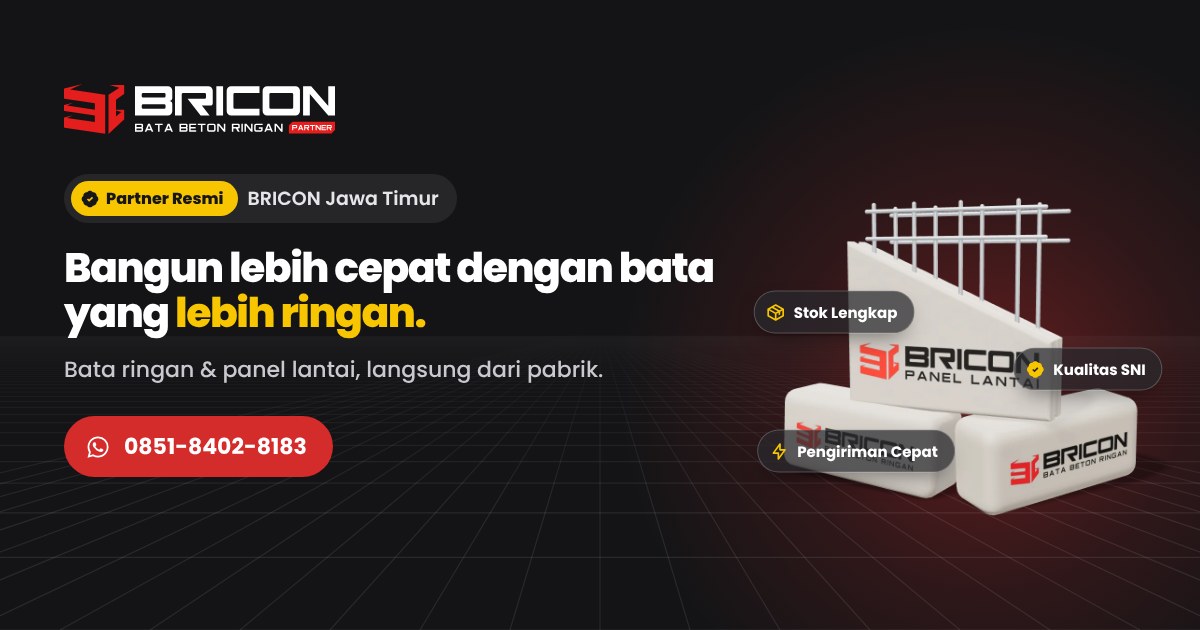 BRICON
BATA BETON RINGAN PARTNER
Partner Resmi BRICON Jawa Timur
Bangun lebih cepat dengan bata
yang lebih ringan.
Bata ringan & panel lantai, langsung dari pabrik.
0851-8402-8183
Stok Lengkap
BRICON
PANEL LANTAI
Kualitas SNI
BRICON
RINGAN
Pengiriman Cepat
BRICON
BATA BETON RINGAN